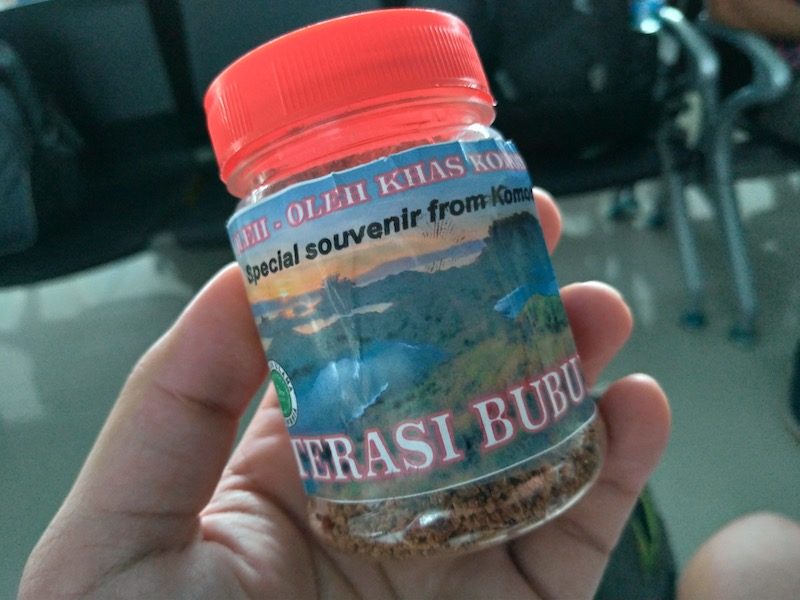 OLEH - OLEH KHAS KOMO
Special souvenir from Komo
TERASI BUBU